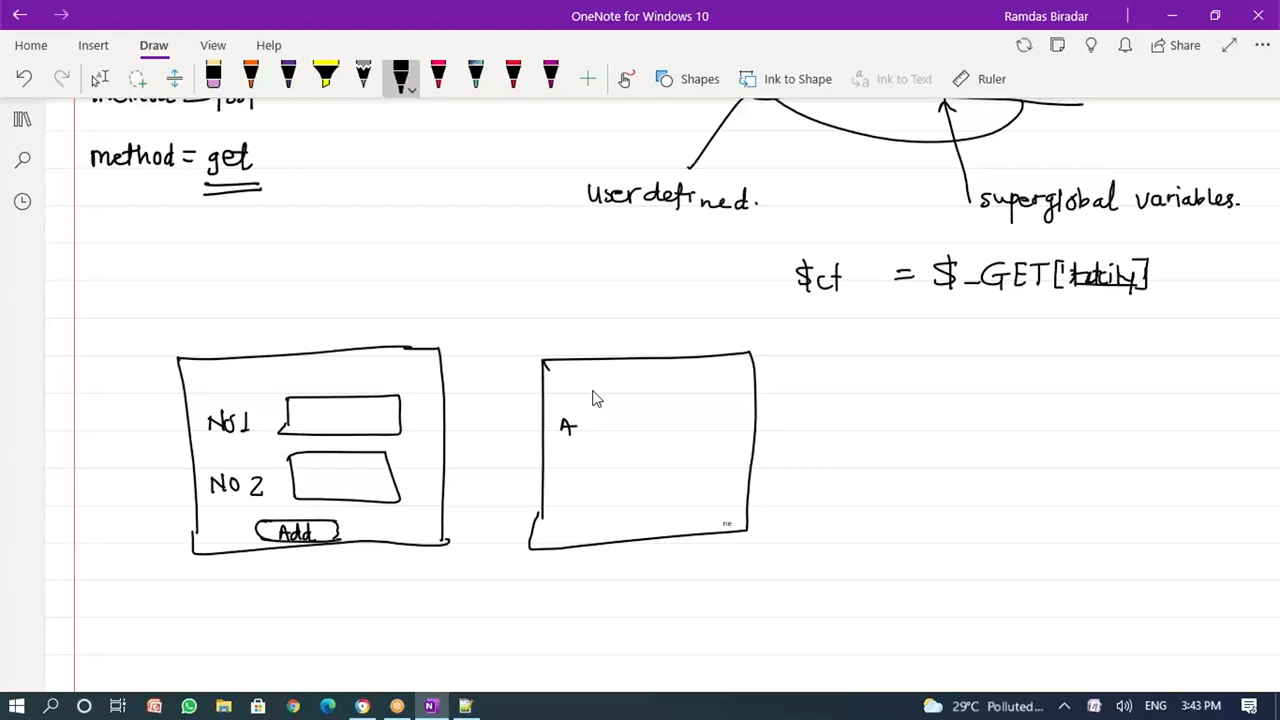 OneNote for Windows 10
Ramdas Biradar
Home Insert Draw View Help
Share
Shapes
Ink to Shape
Ink to Text
Ruler
method = get
userdefined.
superglobal variables.
$ct = $_GET[
No1
NO 2
Add
A
ne
29°C Polluted...
ENG
3:43 PM